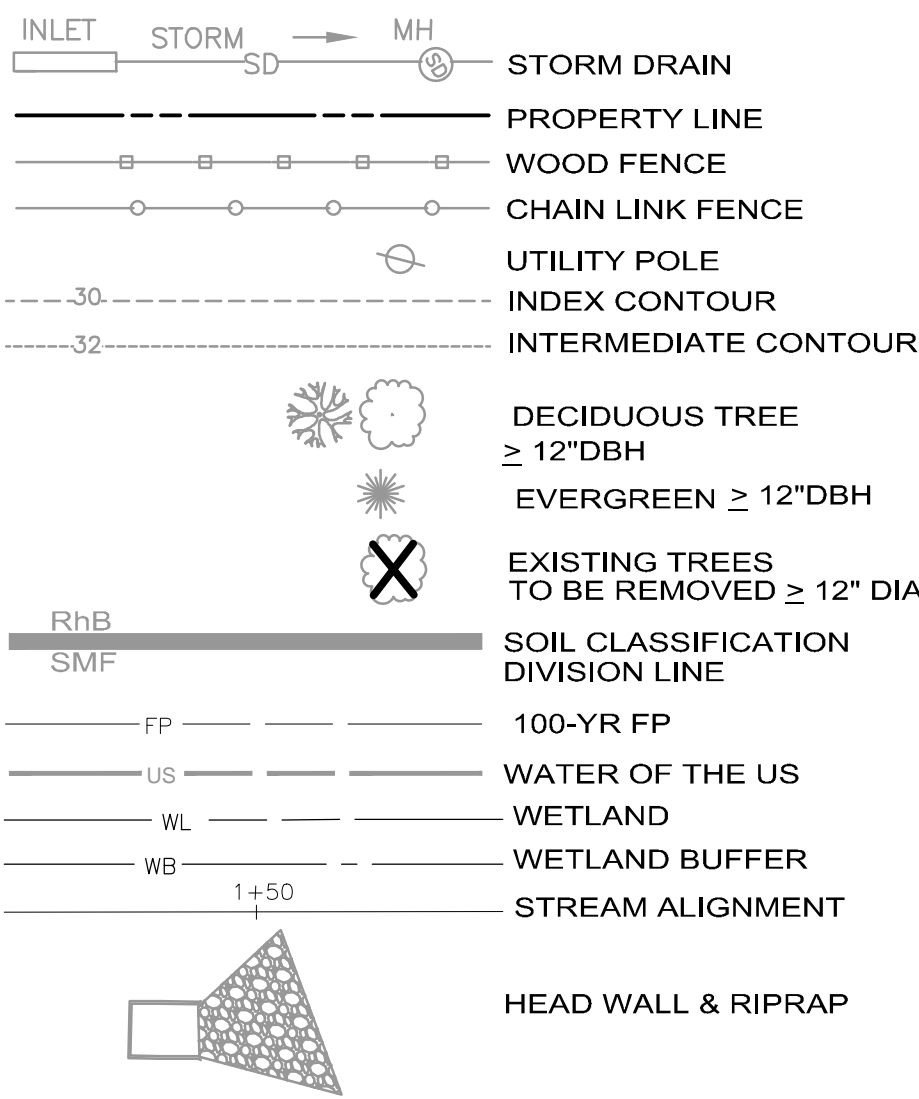 INLET STORM MH
SD SD STORM DRAIN
PROPERTY LINE
WOOD FENCE
CHAIN LINK FENCE
UTILITY POLE
30 INDEX CONTOUR
32 INTERMEDIATE CONTOUR
DECIDUOUS TREE
≥ 12"DBH
EVERGREEN ≥ 12"DBH
EXISTING TREES
TO BE REMOVED ≥ 12" DIA
RhB
SMF
SOIL CLASSIFICATION
DIVISION LINE
FP 100-YR FP
US WATER OF THE US
WL WETLAND
WB WETLAND BUFFER
1+50
STREAM ALIGNMENT
HEAD WALL & RIPRAP